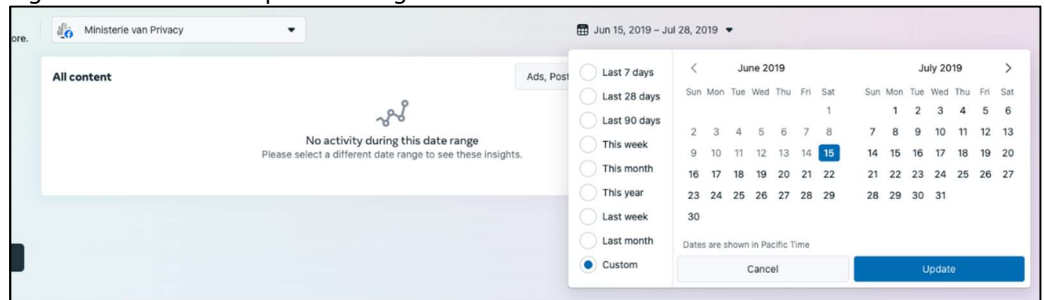 ore.
Ministerie van Privacy
Jun 15, 2019 – Jul 28, 2019
All content
Ads, Post
No activity during this date range
Please select a different date range to see these insights.
Last 7 days
Last 28 days
Last 90 days
This week
This month
This year
Last week
Last month
Custom
June 2019
Sun Mon Tue Wed Thu Fri Sat
1
2 3 4 5 6 7 8
9 10 11 12 13 14 15
16 17 18 19 20 21 22
23 24 25 26 27 28 29
30
July 2019
Sun Mon Tue Wed Thu Fri Sat
1 2 3 4 5 6
7 8 9 10 11 12 13
14 15 16 17 18 19 20
21 22 23 24 25 26 27
28 29 30 31
Dates are shown in Pacific Time
Cancel
Update